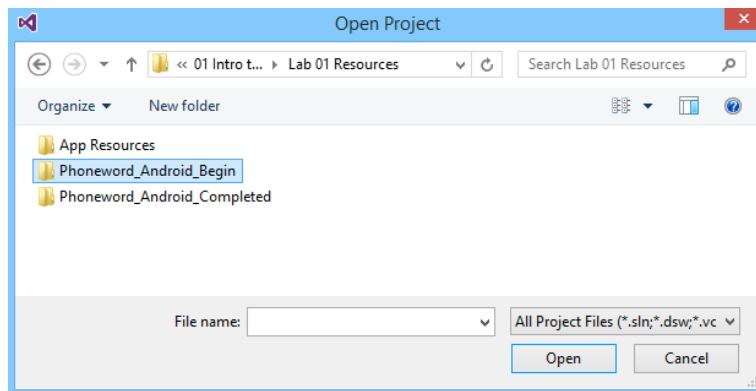 Open Project
« 01 Intro t... Lab 01 Resources Search Lab 01 Resources
Organize New folder
App Resources
Phoneword_Android_Begin
Phoneword_Android_Completed
File name: All Project Files (*.sln;*.dsw;*.vc
Open Cancel